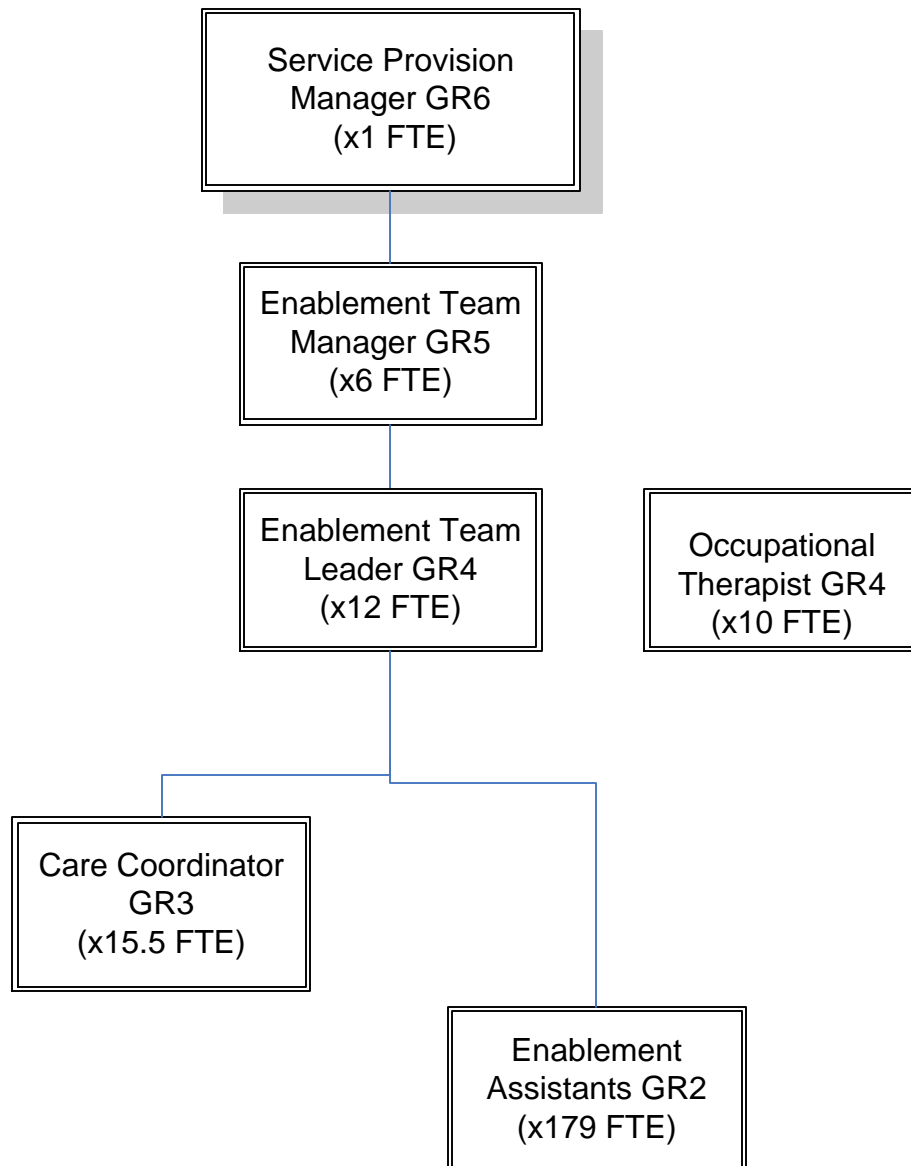 Service Provision
Manager GR6
(x1 FTE)
Enablement Team
Manager GR5
(x6 FTE)
Enablement Team
Leader GR4
(x12 FTE)
Occupational
Therapist GR4
(x10 FTE)
Care Coordinator
GR3
(x15.5 FTE)
Enablement
Assistants GR2
(x179 FTE)